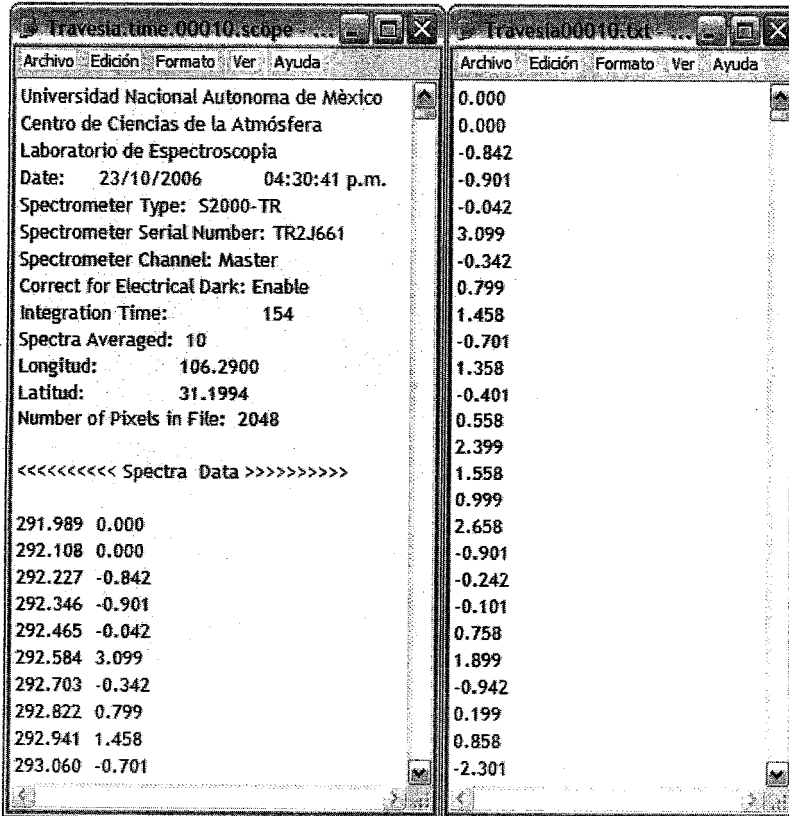 Travesia.time.00010.scope - ...
Archivo Edición Formato Ver Ayuda
Universidad Nacional Autonoma de Mèxico
Centro de Ciencias de la Atmósfera
Laboratorio de Espectroscopia
Date: 23/10/2006 04:30:41 p.m.
Spectrometer Type: S2000-TR
Spectrometer Serial Number: TR2J661
Spectrometer Channel: Master
Correct for Electrical Dark: Enable
Integration Time: 154
Spectra Averaged: 10
Longitud: 106.2900
Latitud: 31.1994
Number of Pixels in File: 2048
<<<<<<<<<< Spectra Data >>>>>>>>>>
291.989 0.000
292.108 0.000
292.227 -0.842
292.346 -0.901
292.465 -0.042
292.584 3.099
292.703 -0.342
292.822 0.799
292.941 1.458
293.060 -0.701
Travesia00010.txt - ...
Archivo Edición Formato Ver Ayuda
0.000
0.000
-0.842
-0.901
-0.042
3.099
-0.342
0.799
1.458
-0.701
1.358
-0.401
0.558
2.399
1.558
0.999
2.658
-0.901
-0.242
-0.101
0.758
1.899
-0.942
0.199
0.858
-2.301